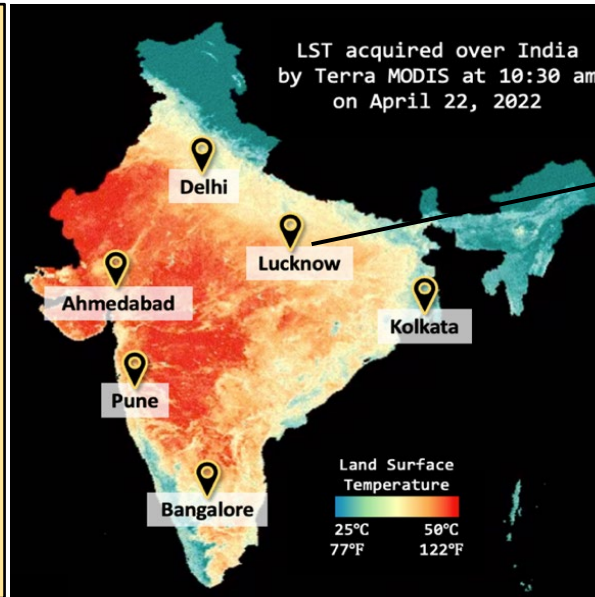 LST acquired over India
by Terra MODIS at 10:30 am
on April 22, 2022
Delhi
Lucknow
Ahmedabad
Kolkata
Pune
Bangalore
Land Surface
Temperature
25°C 50°C
77°F 122°F